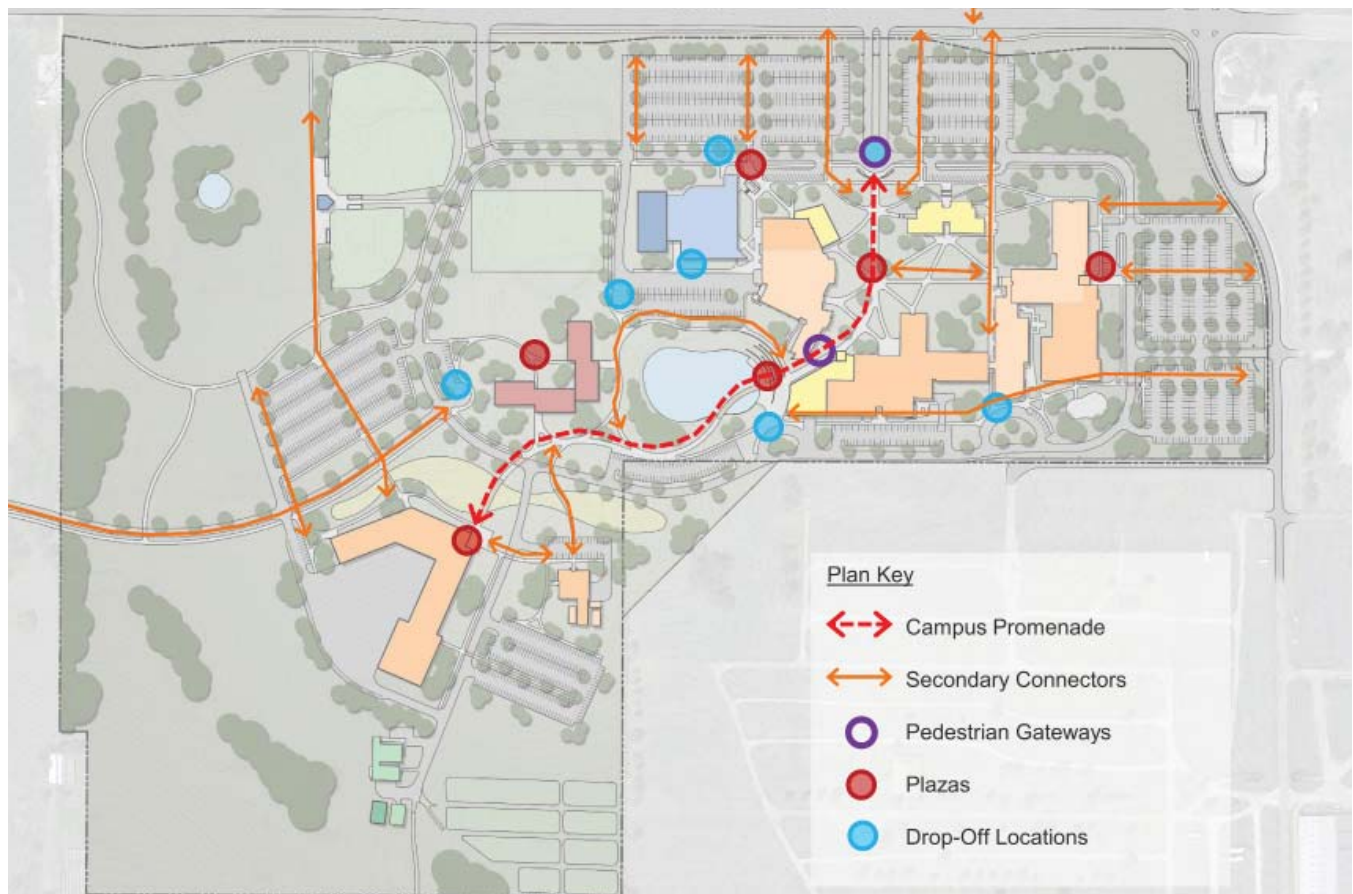 Plan Key
Campus Promenade
Secondary Connectors
Pedestrian Gateways
Plazas
Drop-Off Locations